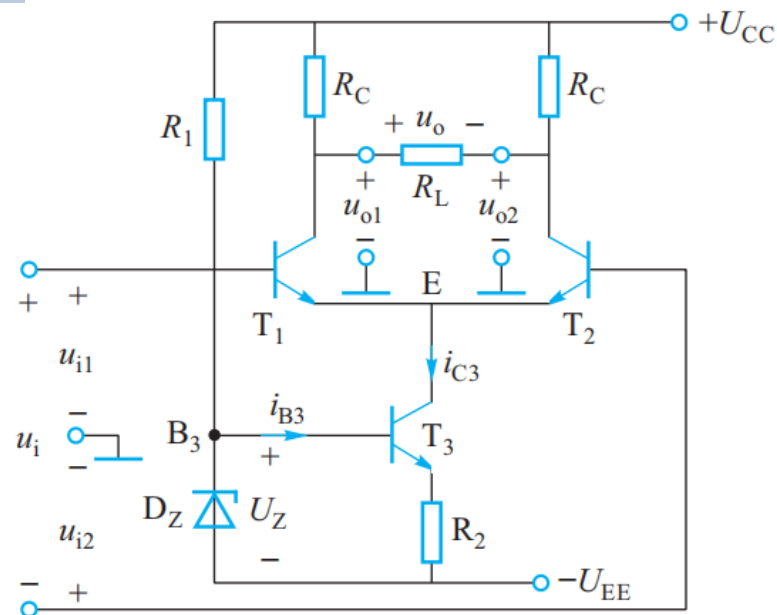 +U_CC
R_C
R_C
R_1
+ u_o −
R_L
+
+
u_o1
u_o2
−
−
E
+
+
T_1
T_2
u_i1
i_C3
−
i_B3
u_i
B_3
T_3
+
−
D_Z
U_Z
R_2
u_i2
−
−U_EE
−
+